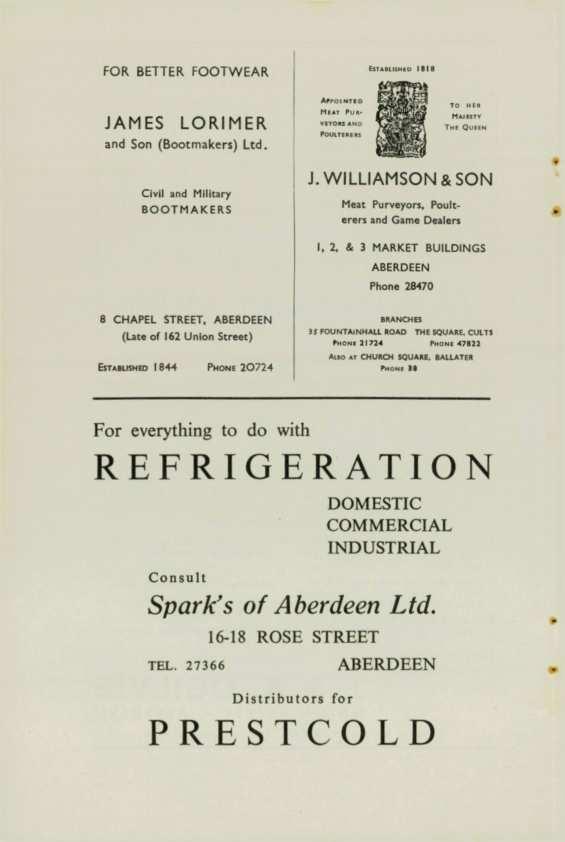 FOR BETTER FOOTWEAR
JAMES LORIMER
and Son (Bootmakers) Ltd.
Civil and Military
BOOTMAKERS
8 CHAPEL STREET, ABERDEEN
(Late of 162 Union Street)
ESTABLISHED 1844 PHONE 20724
ESTABLISHED 1818
APPOINTED
MEAT PUR-
VEYORS AND
POULTERERS
TO HER
MAJESTY
THE QUEEN
J. WILLIAMSON & SON
Meat Purveyors, Poult-
erers and Game Dealers
1, 2, & 3 MARKET BUILDINGS
ABERDEEN
Phone 28470
BRANCHES
35 FOUNTAINHALL ROAD THE SQUARE, CULTS
PHONE 21724 PHONE 47822
ALSO AT CHURCH SQUARE, BALLATER
PHONE 38
For everything to do with
REFRIGERATION
DOMESTIC
COMMERCIAL
INDUSTRIAL
Consult
Spark's of Aberdeen Ltd.
16-18 ROSE STREET
TEL. 27366 ABERDEEN
Distributors for
PRESTCOLD